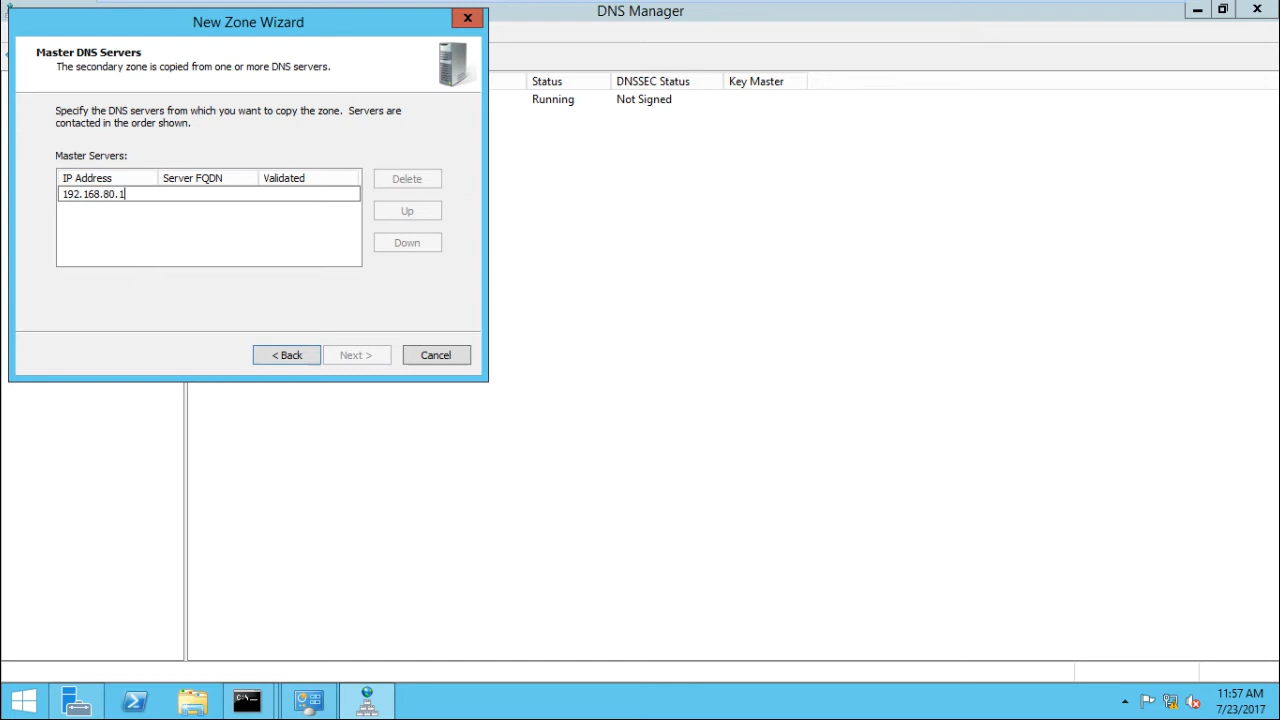 New Zone Wizard
DNS Manager
Master DNS Servers
The secondary zone is copied from one or more DNS servers.
Status DNSSEC Status Key Master
Running Not Signed
Specify the DNS servers from which you want to copy the zone. Servers are
contacted in the order shown.
Master Servers:
IP Address Server FQDN Validated
192.168.80.1
Delete
Up
Down
< Back Next > Cancel
11:57 AM
7/23/2017